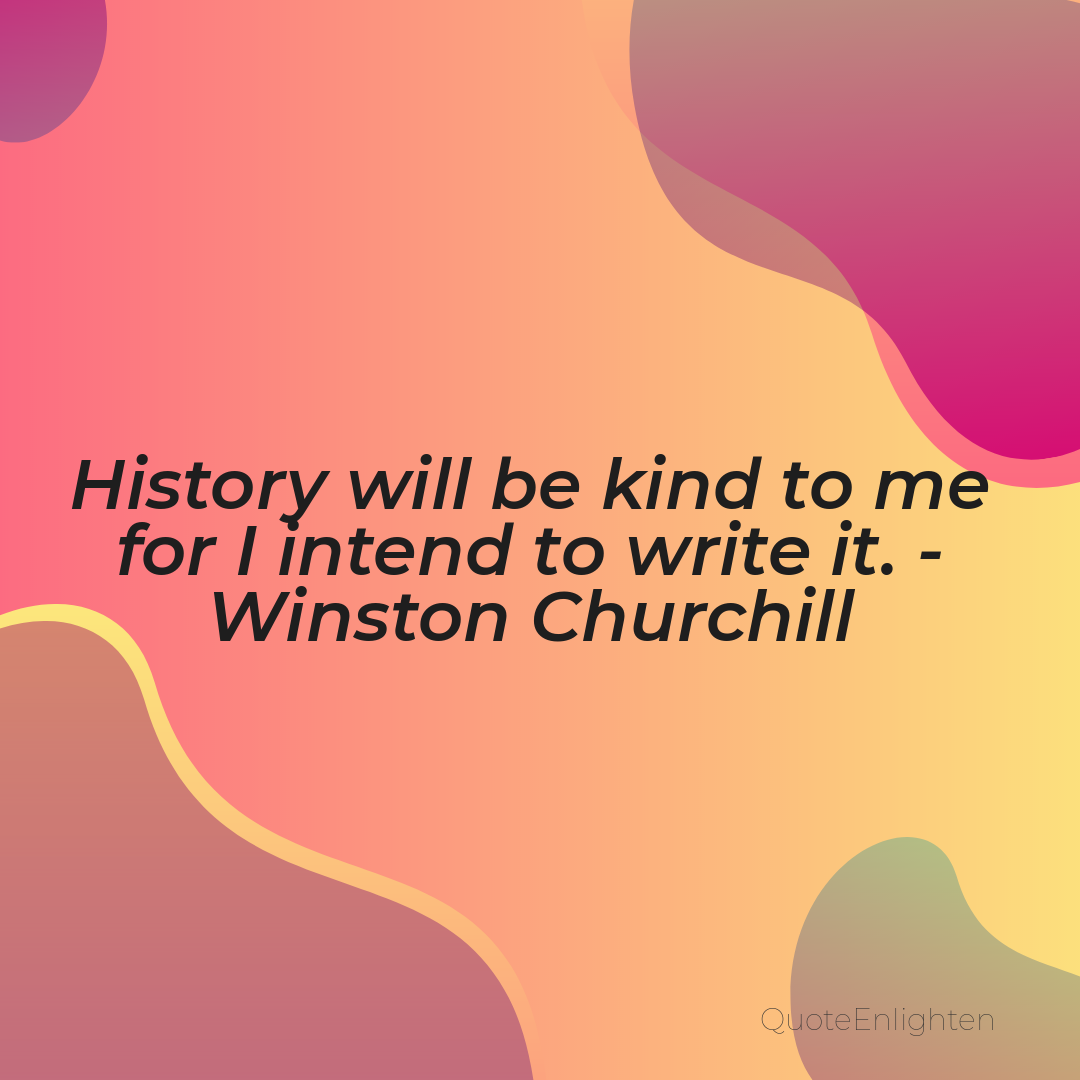 History will be kind to me
for I intend to write it. -
Winston Churchill
QuoteEnlighten